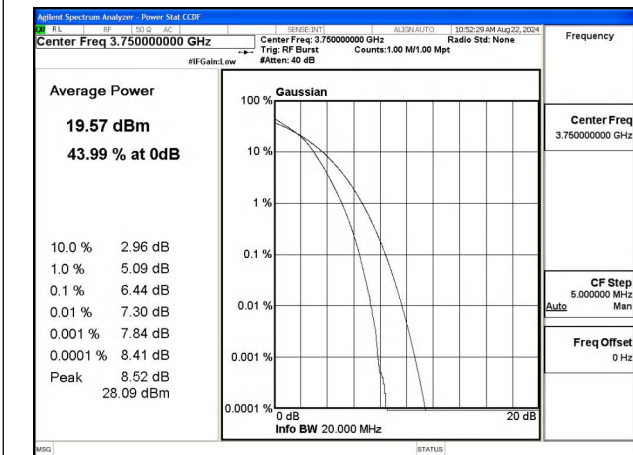 Agilent Spectrum Analyzer - Power Stat CCDF
LXI RL RF 50 Ω AC SENSE:INT ALIGN AUTO 10:52:29 AM Aug 22, 2024
Center Freq 3.750000000 GHz
Center Freq: 3.750000000 GHz Radio Std: None
Trig: RF Burst Counts:1.00 M/1.00 Mpt
#IFGain:Low #Atten: 40 dB
Frequency
Average Power
19.57 dBm
43.99 % at 0dB
10.0 % 2.96 dB
1.0 % 5.09 dB
0.1 % 6.44 dB
0.01 % 7.30 dB
0.001 % 7.84 dB
0.0001 % 8.41 dB
Peak 8.52 dB
28.09 dBm
Gaussian
100 %
10 %
1 %
0.1 %
0.01 %
0.001 %
0.0001 %
0 dB 20 dB
Info BW 20.000 MHz
Center Freq
3.750000000 GHz
CF Step
5.000000 MHz
Auto Man
Freq Offset
0 Hz
MSG STATUS